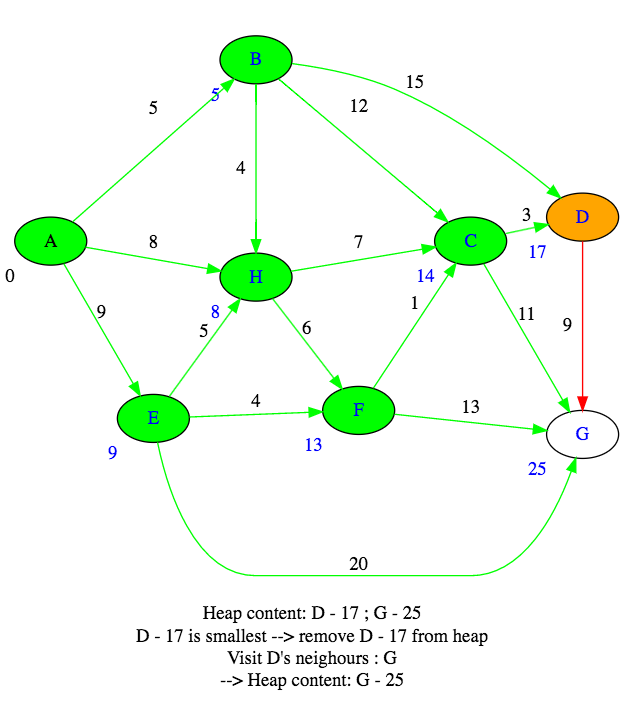 B
5
15
5
12
4
D
3
A
8
7
C
17
0
H
14
9
8
5
6
1
11
9
E
4
F
13
G
9
13
25
20
Heap content: D - 17 ; G - 25
D - 17 is smallest --> remove D - 17 from heap
Visit D's neighours : G
--> Heap content: G - 25